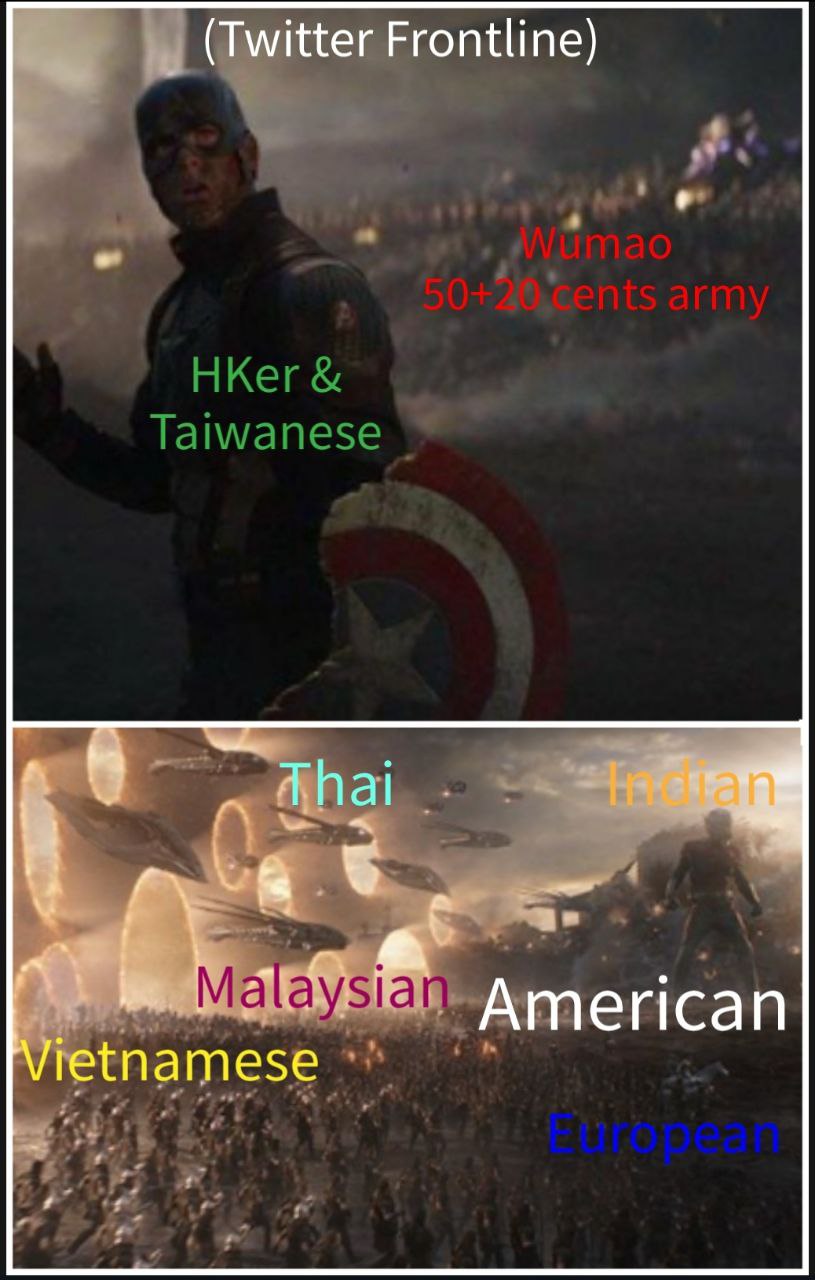 (Twitter Frontline)
Wumao
50+20 cents army
HKer &
Taiwanese
Thai
Indian
Malaysian
American
Vietnamese
European